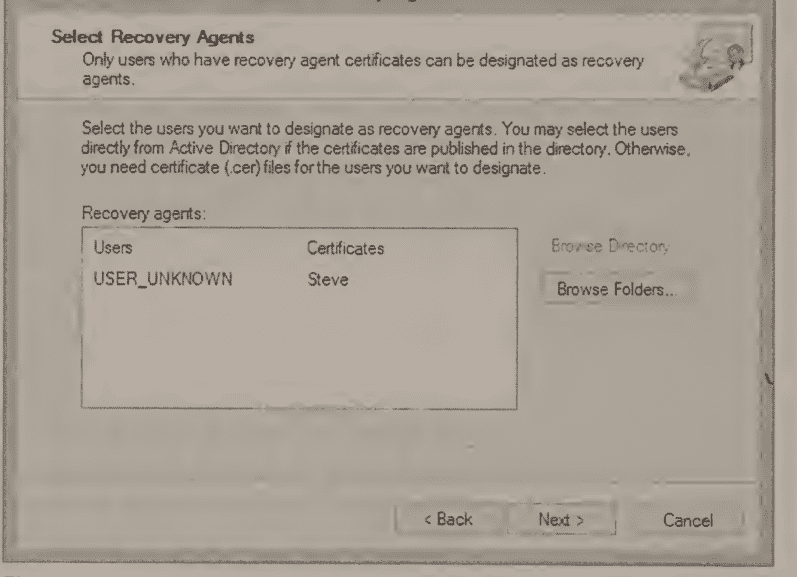 Select Recovery Agents
Only users who have recovery agent certificates can be designated as recovery
agents.
Select the users you want to designate as recovery agents. You may select the users
directly from Active Directory if the certificates are published in the directory. Otherwise,
you need certificate (.cer) files for the users you want to designate.
Recovery agents:
Users Certificates
USER_UNKNOWN Steve
Browse Directory
Browse Folders...
< Back Next > Cancel